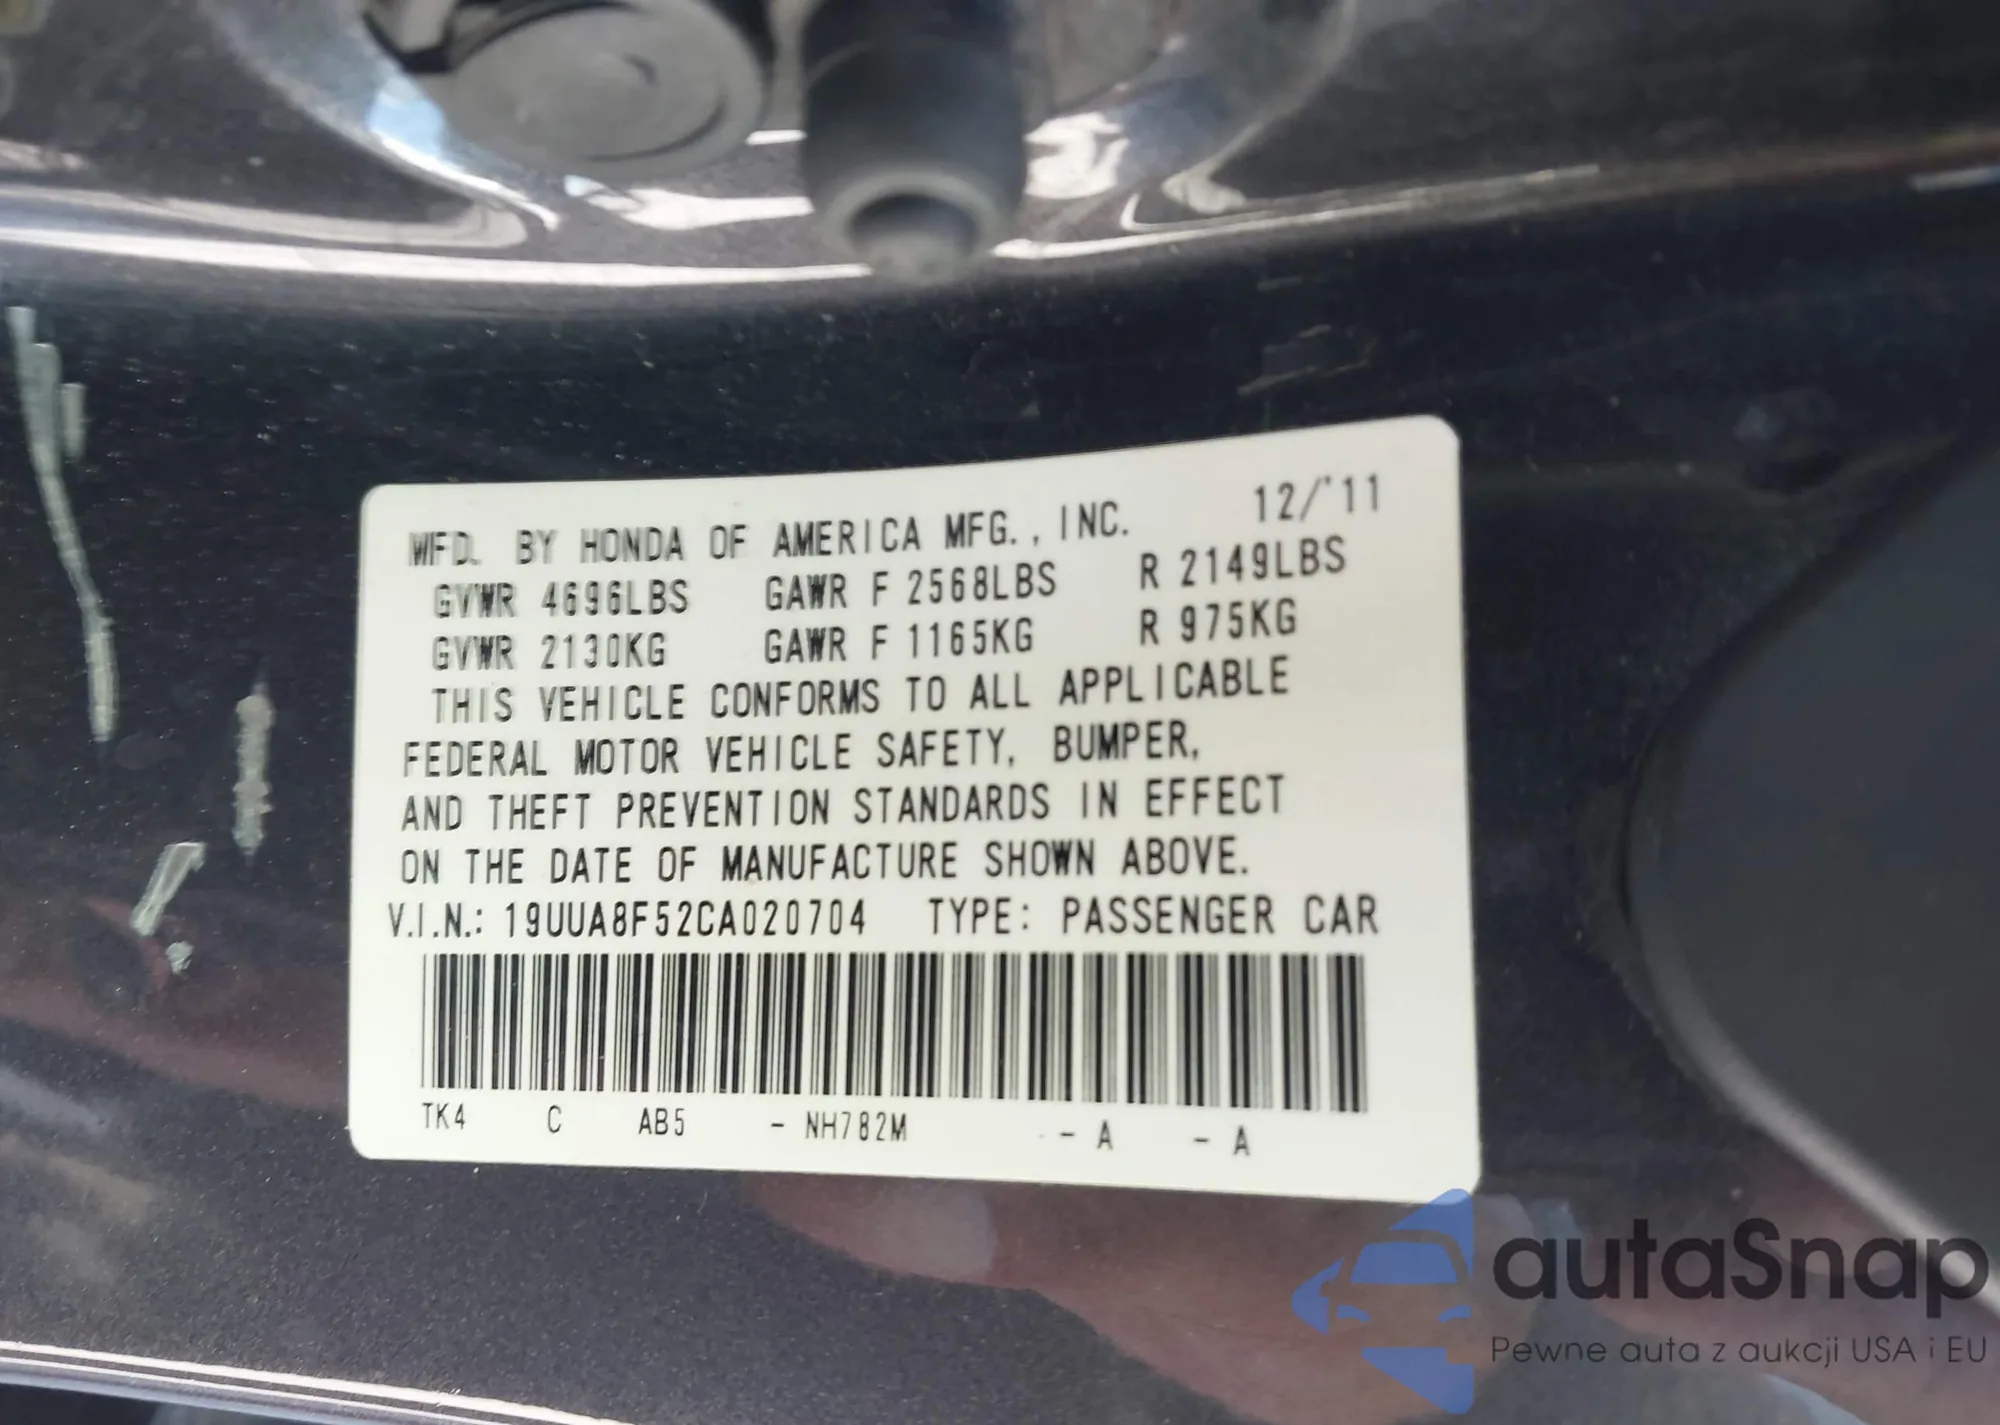 MFD. BY HONDA OF AMERICA MFG., INC. 12/'11
GVWR 4696LBS GAWR F 2568LBS R 2149LBS
GVWR 2130KG GAWR F 1165KG R 975KG
THIS VEHICLE CONFORMS TO ALL APPLICABLE
FEDERAL MOTOR VEHICLE SAFETY, BUMPER,
AND THEFT PREVENTION STANDARDS IN EFFECT
ON THE DATE OF MANUFACTURE SHOWN ABOVE.
V.I.N.: 19UUA8F52CA020704 TYPE: PASSENGER CAR
TK4 C AB5 - NH782M - A - A
autaSnap
Pewne auta z aukcji USA i EU